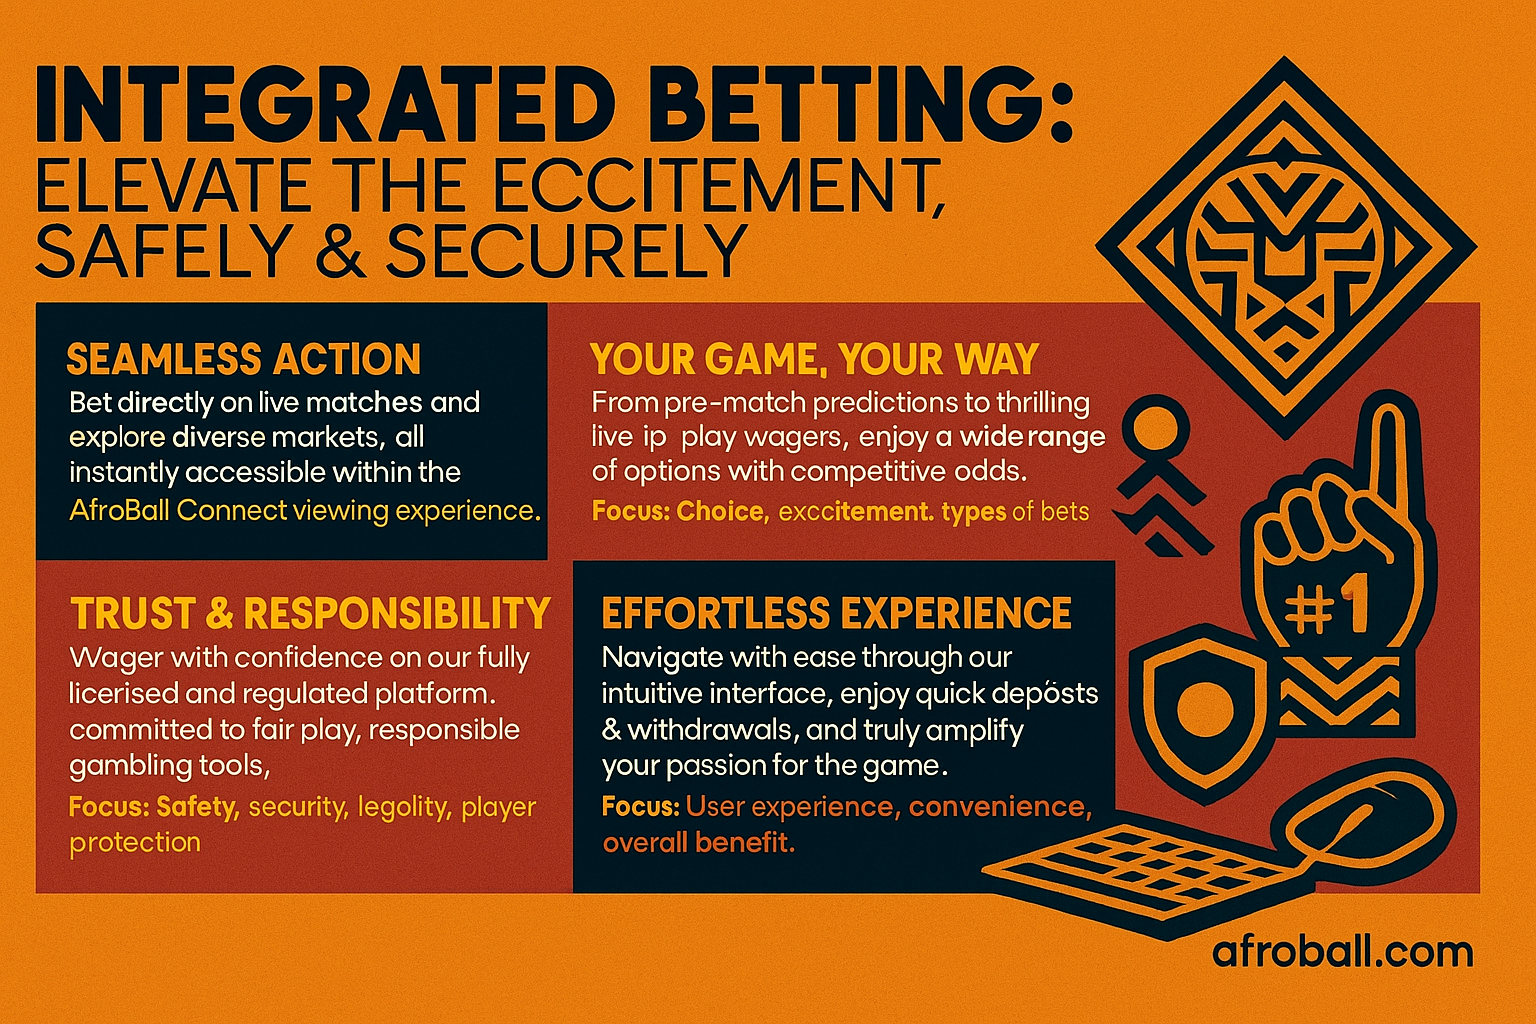 INTEGRATED BETTING:
ELEVATE THE ECCITEMENT,
SAFELY & SECURELY
SEAMLESS ACTION
Bet directly on live matches and
explore diverse markets, all
instantly accessible within the
AfroBall Connect viewing experience.
YOUR GAME, YOUR WAY
From pre-match predictions to thrilling
live ip play wagers, enjoy a wide range
of options with competitive odds.
Focus: Choice, exccitement. types of bets
TRUST & RESPONSIBILITY
Wager with confidence on our fully
licerised and regulated platform.
committed to fair play, responsible
gambling tools,
Focus: Safety, security, legolity, player
protection
EFFORTLESS EXPERIENCE
Navigate with ease through our
intuitive interface, enjoy quick depösts
& withdrawals, and truly amplify
your passion for the game.
Focus: User experience, convenience,
overall benefit.
#1
afroball.com